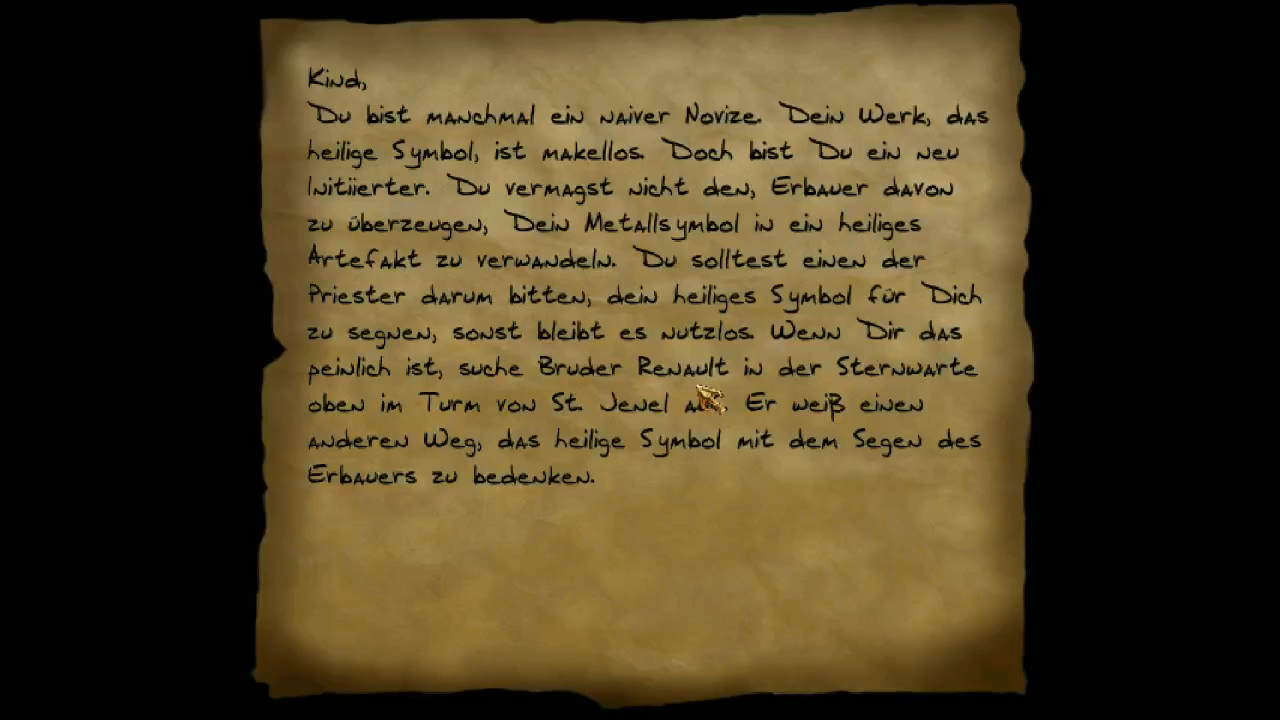 Kind,
Du bist manchmal ein naiver Novize. Dein Werk, das
heilige Symbol, ist makellos. Doch bist Du ein neu
Initiierter. Du vermagst nicht den, Erbauer davon
zu überzeugen, Dein Metallsymbol in ein heiliges
Artefakt zu verwandeln. Du solltest einen der
Priester darum bitten, dein heiliges Symbol für Dich
zu segnen, sonst bleibt es nutzlos. Wenn Dir das
peinlich ist, suche Bruder Renault in der Sternwarte
oben im Turm von St. Jenel Er weiß einen
anderen Weg, das heilige Symbol mit dem Segen des
Erbauers zu bedenken.